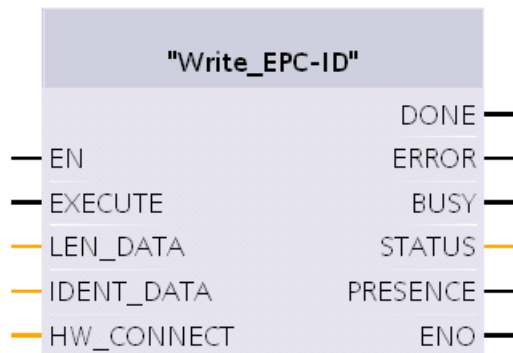 "Write_EPC-ID"
DONE
EN ERROR
EXECUTE BUSY
LEN_DATA STATUS
IDENT_DATA PRESENCE
HW_CONNECT ENO